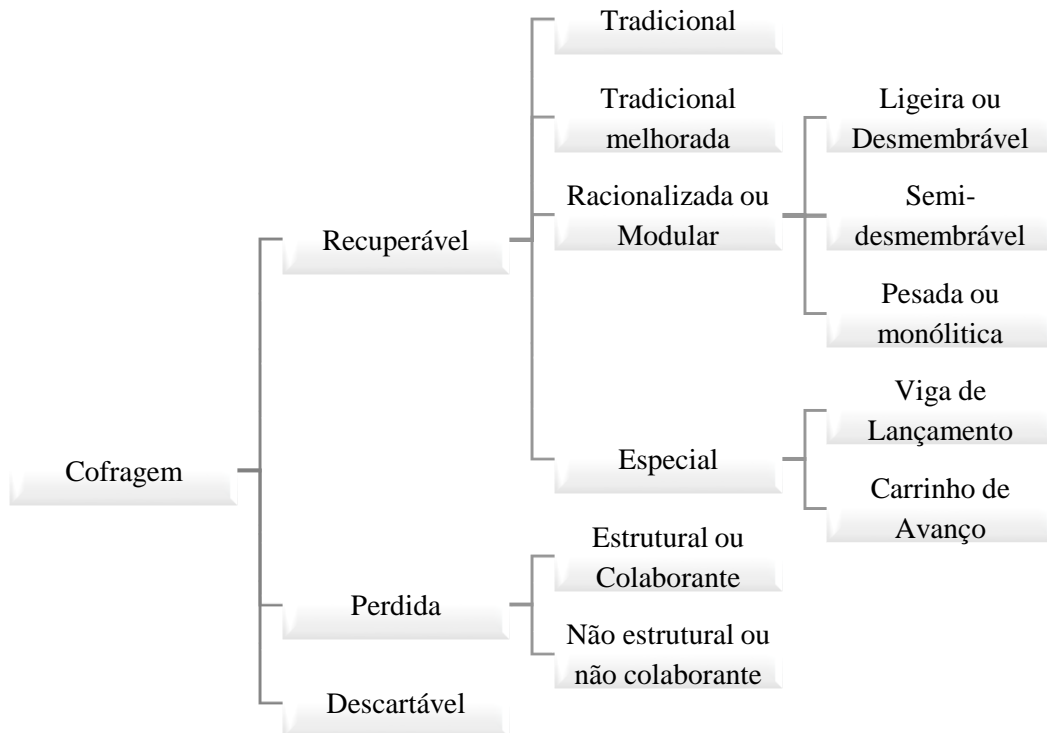 Cofragem
Recuperável
Tradicional
Tradicional
melhorada
Racionalizada ou
Modular
Ligeira ou
Desmembrável
Semi-
desmembrável
Pesada ou
monólitica
Especial
Viga de
Lançamento
Carrinho de
Avanço
Perdida
Estrutural ou
Colaborante
Não estrutural ou
não colaborante
Descartável